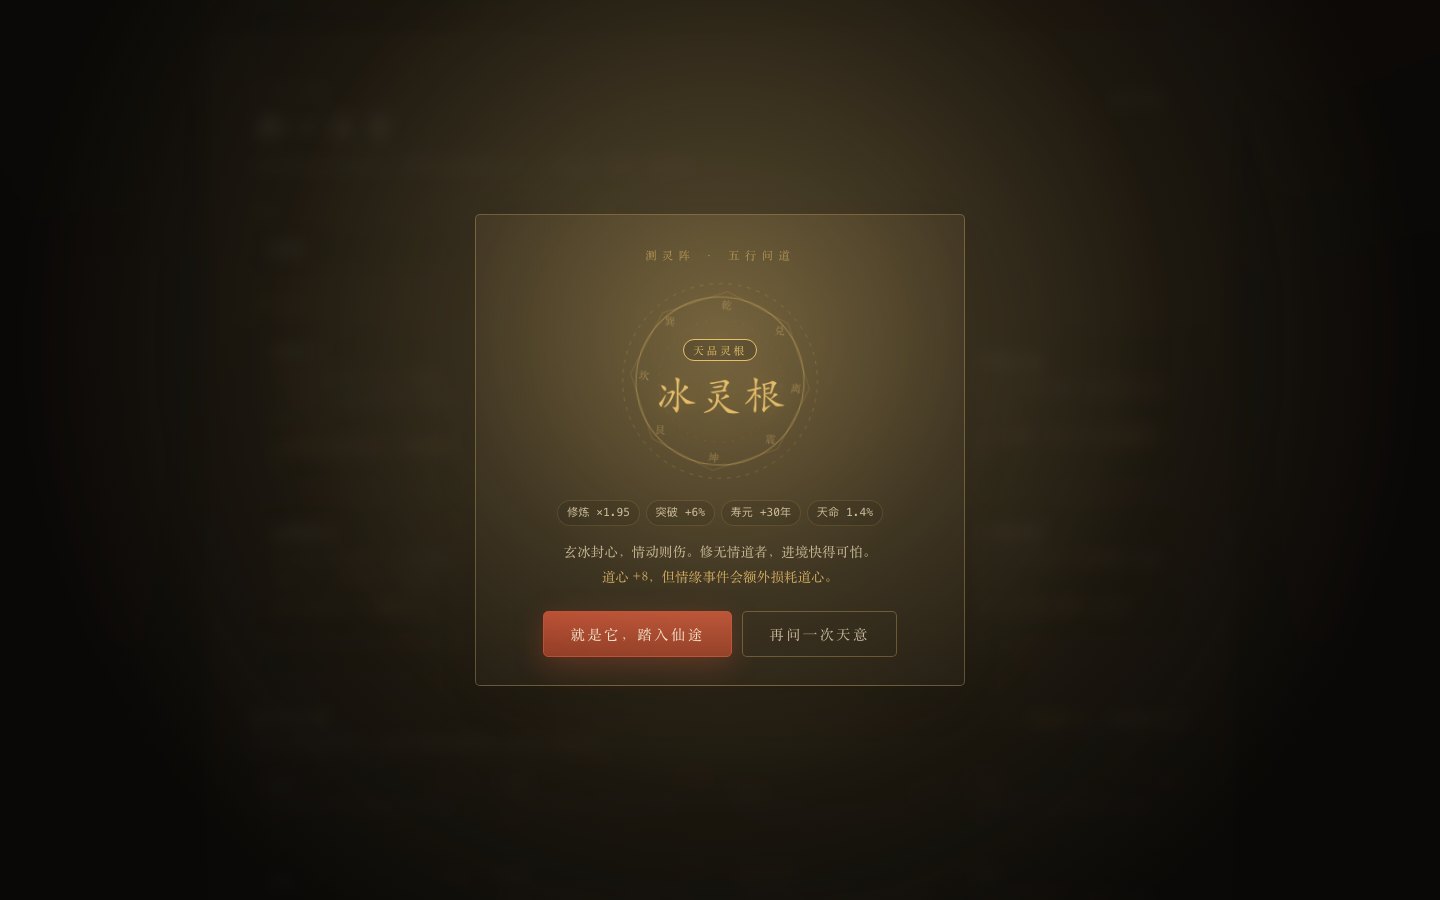 测灵阵 · 五行问道
乾
巽
兑
天品灵根
坎
离
冰灵根
艮
震
坤
修炼 ×1.95
突破 +6%
寿元 +30年
天命 1.4%
玄冰封心，情动则伤。修无情道者，进境快得可怕。
道心 +8，但情缘事件会额外损耗道心。
就是它，踏入仙途
再问一次天意